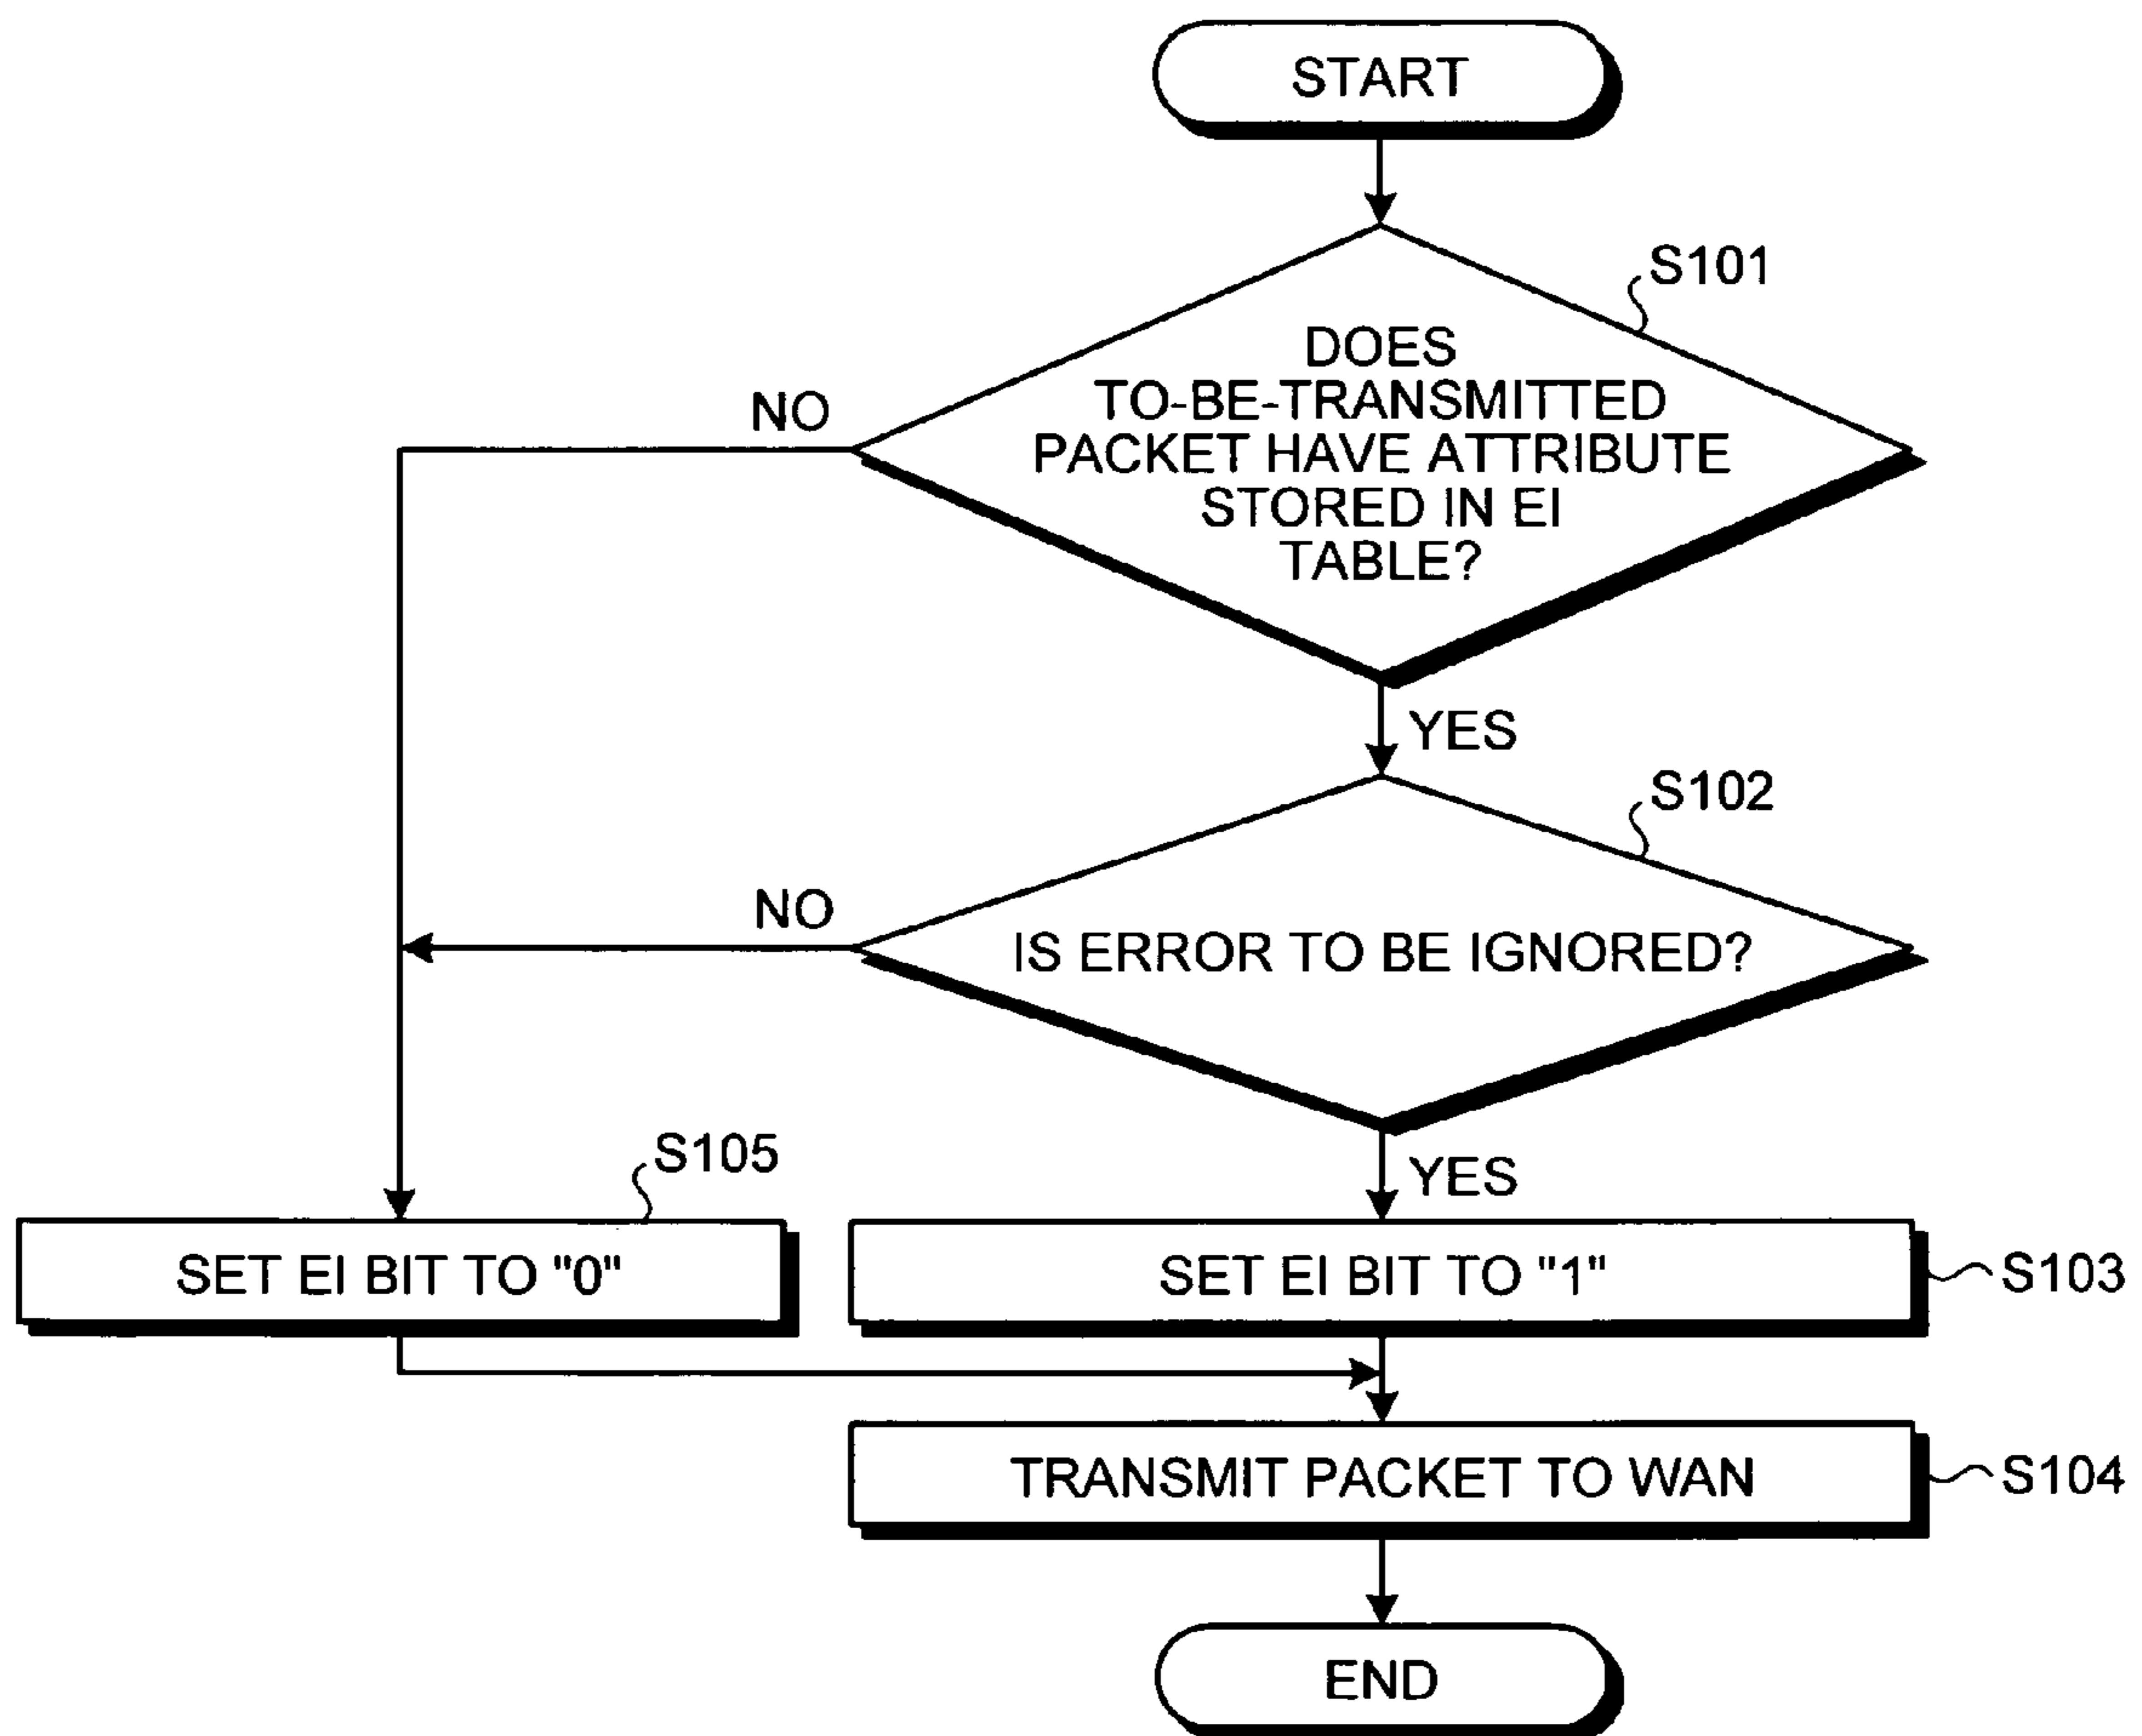 START
S101
DOES
TO-BE-TRANSMITTED
PACKET HAVE ATTRIBUTE
STORED IN EI
TABLE?
NO
YES
S102
IS ERROR TO BE IGNORED?
NO
YES
S105
SET EI BIT TO "0"
SET EI BIT TO "1"
S103
TRANSMIT PACKET TO WAN
S104
END